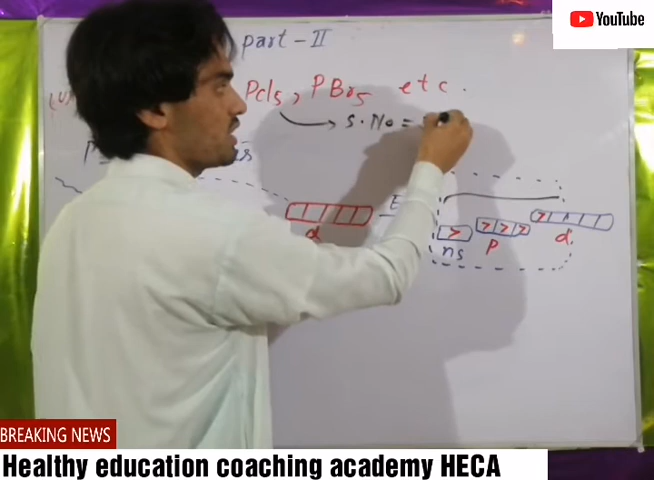 YouTube
part - II
PCl5, PBr5 etc.
S.No =
E
d
ns
p
d
BREAKING NEWS
Healthy education coaching academy HECA